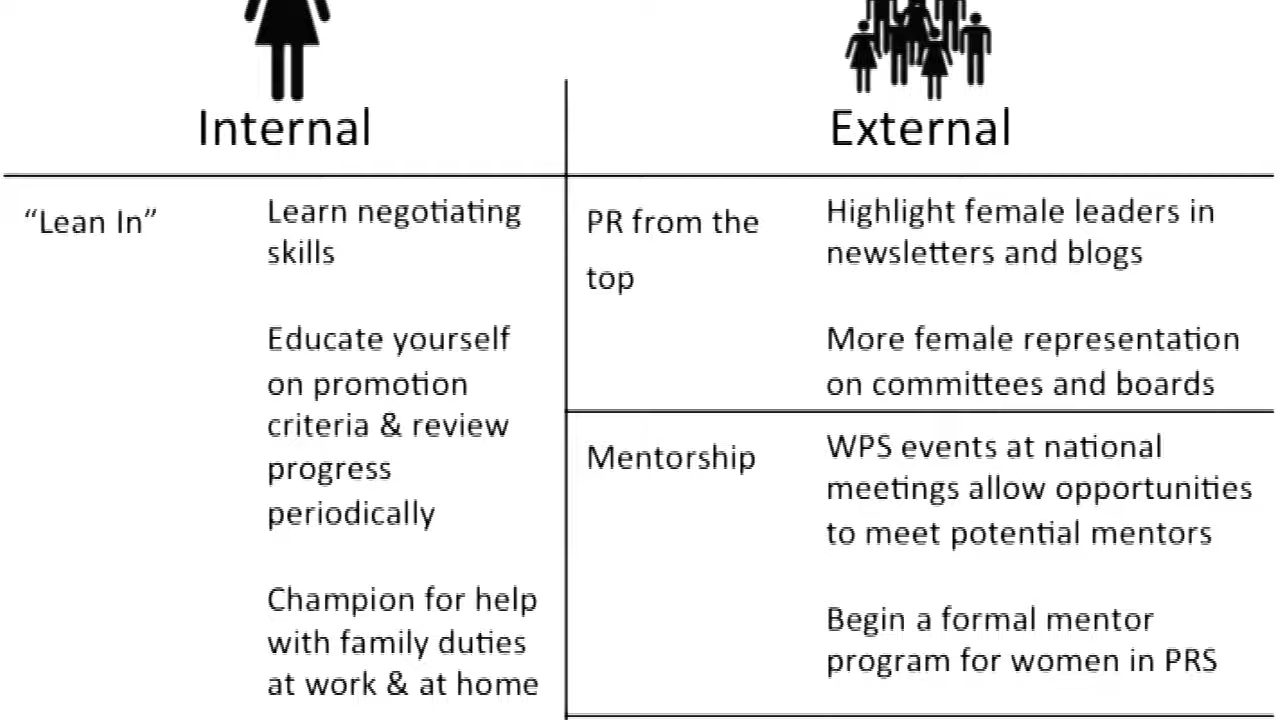 Internal
External
“Lean In”
Learn negotiating
skills
Educate yourself
on promotion
criteria & review
progress
periodically
Champion for help
with family duties
at work & at home
PR from the
top
Highlight female leaders in
newsletters and blogs
More female representation
on committees and boards
Mentorship
WPS events at national
meetings allow opportunities
to meet potential mentors
Begin a formal mentor
program for women in PRS